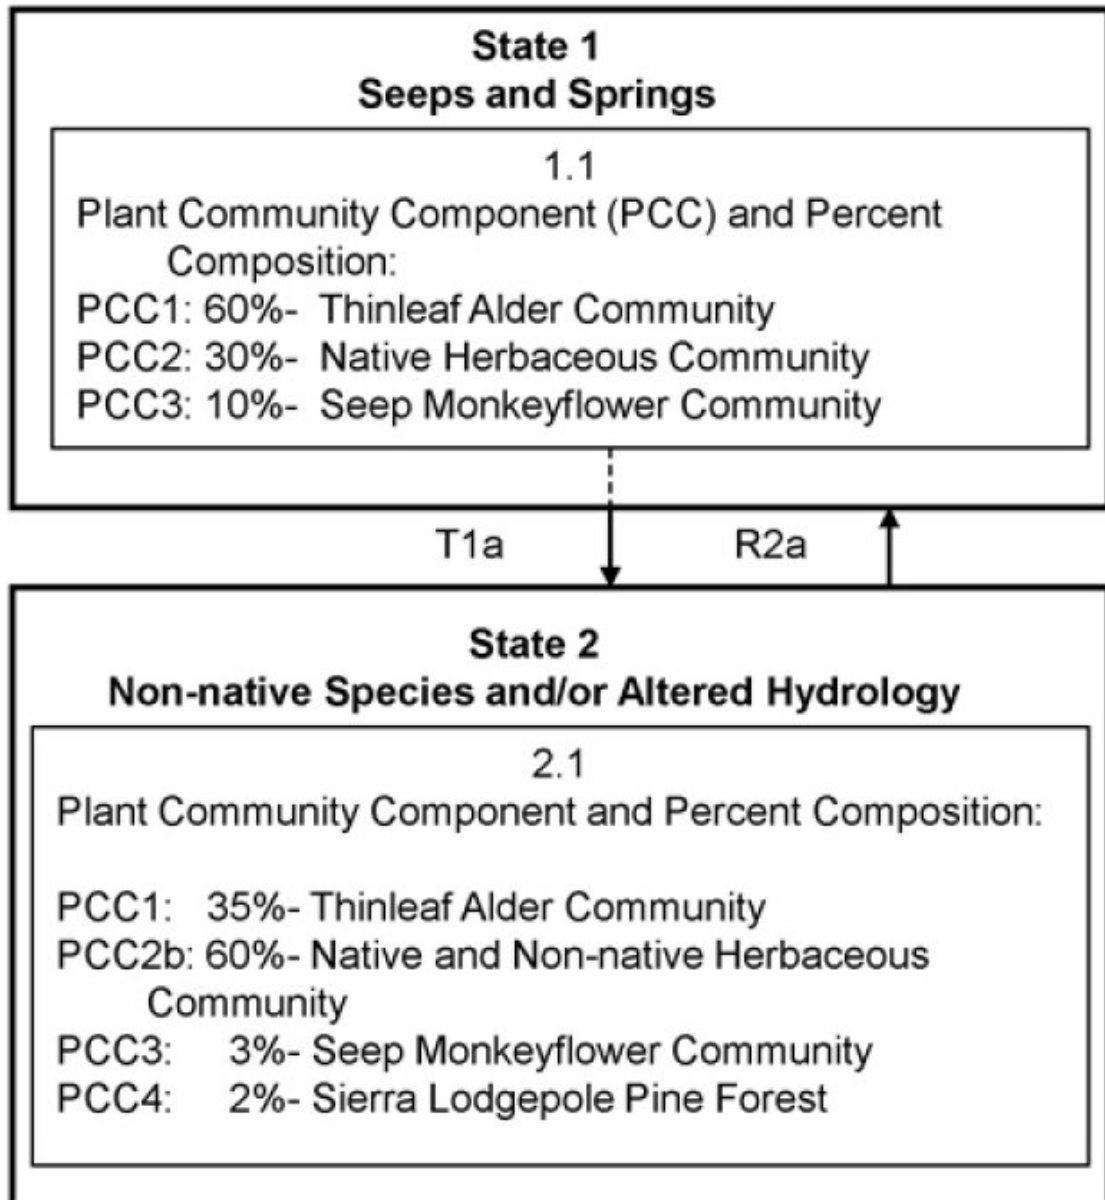 State 1
Seeps and Springs
1.1
Plant Community Component (PCC) and Percent
Composition:
PCC1: 60%- Thinleaf Alder Community
PCC2: 30%- Native Herbaceous Community
PCC3: 10%- Seep Monkeyflower Community
T1a R2a
State 2
Non-native Species and/or Altered Hydrology
2.1
Plant Community Component and Percent Composition:
PCC1: 35%- Thinleaf Alder Community
PCC2b: 60%- Native and Non-native Herbaceous
Community
PCC3: 3%- Seep Monkeyflower Community
PCC4: 2%- Sierra Lodgepole Pine Forest